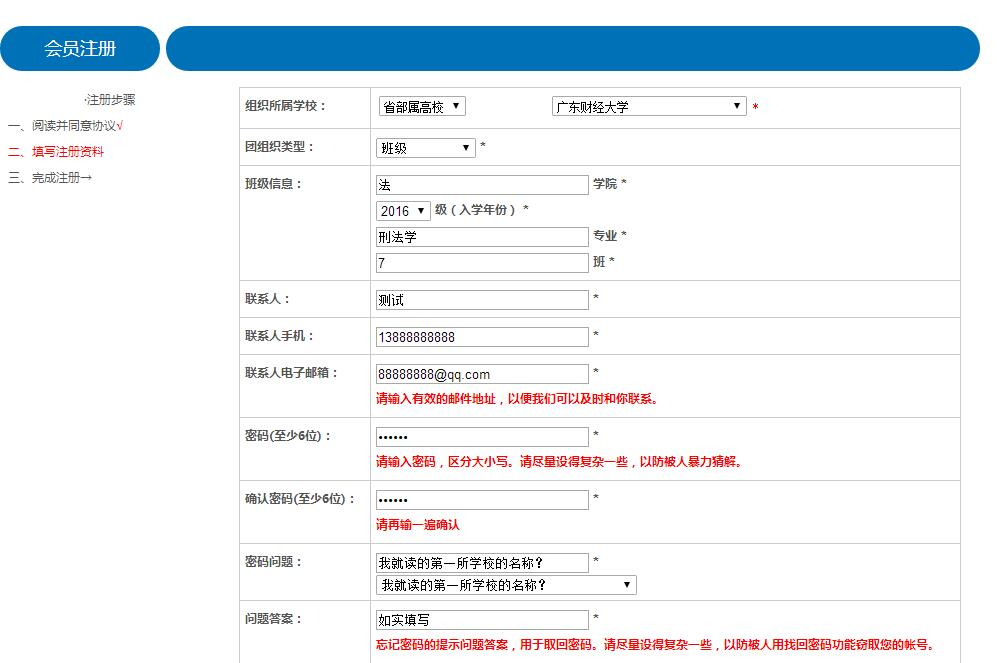 会员注册
·注册步骤
一、阅读并同意协议√
二、填写注册资料
三、完成注册→
组织所属学校： 省部属高校 广东财经大学 *
团组织类型： 班级 *
班级信息： 法 学院 *
2016 级（入学年份） *
刑法学 专业 *
7 班 *
联系人： 测试 *
联系人手机： 13888888888 *
联系人电子邮箱： 88888888@qq.com *
请输入有效的邮件地址，以便我们可以及时和你联系。
密码(至少6位)： •••••• *
请输入密码，区分大小写。请尽量设得复杂一些，以防被人暴力猜解。
确认密码(至少6位)： •••••• *
请再输一遍确认
密码问题： 我就读的第一所学校的名称？ *
我就读的第一所学校的名称？
问题答案： 如实填写 *
忘记密码的提示问题答案，用于取回密码。请尽量设得复杂一些，以防被人用找回密码功能窃取您的帐号。